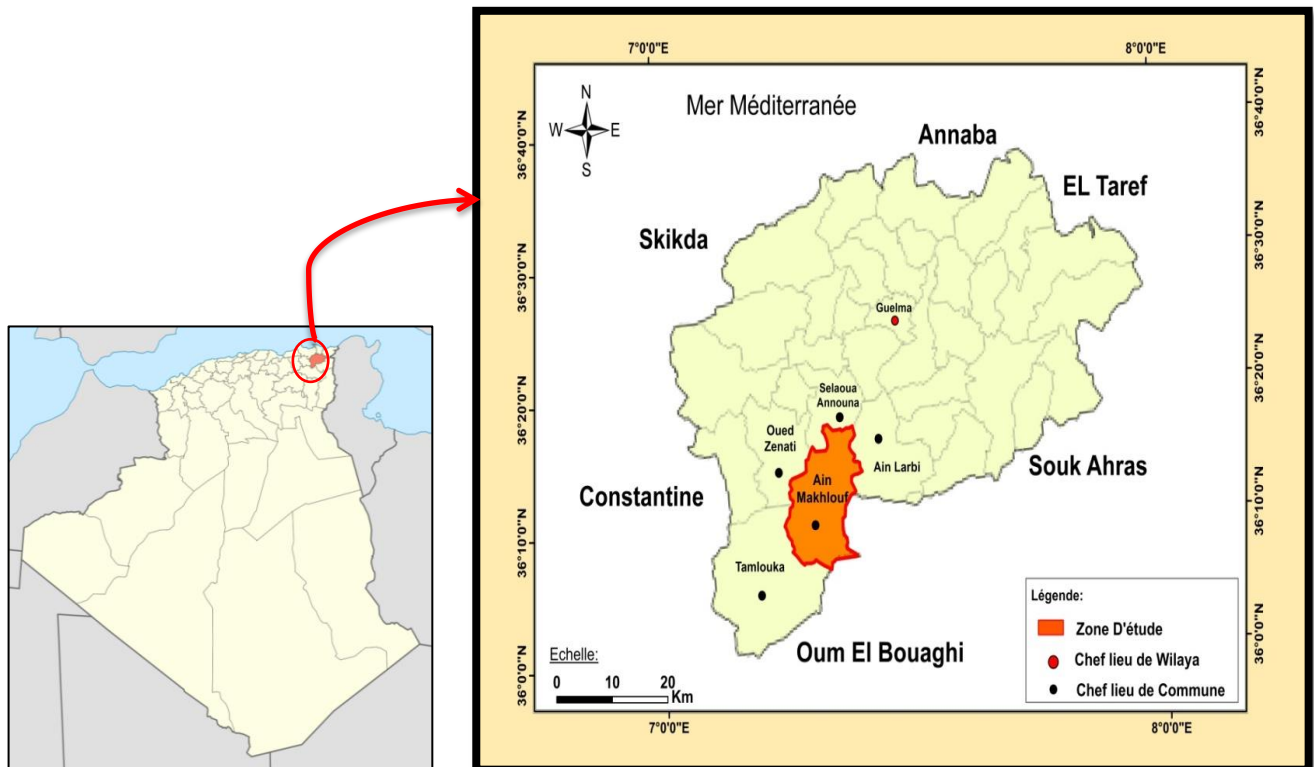 7°0'0"E
8°0'0"E
36°40'0"N
36°30'0"N
36°20'0"N
36°10'0"N
36°0'0"N
36°40'0"N
36°30'0"N
36°20'0"N
36°10'0"N
36°0'0"N
N
W
E
S
Mer Méditerranée
Annaba
EL Taref
Skikda
Guelma
Selaoua
Announa
Oued
Zenati
Ain Larbi
Souk Ahras
Ain
Makhlouf
Constantine
Tamlouka
Oum El Bouaghi
Echelle:
0 10 20
Km
Légende:
Zone D'étude
Chef lieu de Wilaya
Chef lieu de Commune
7°0'0"E
8°0'0"E